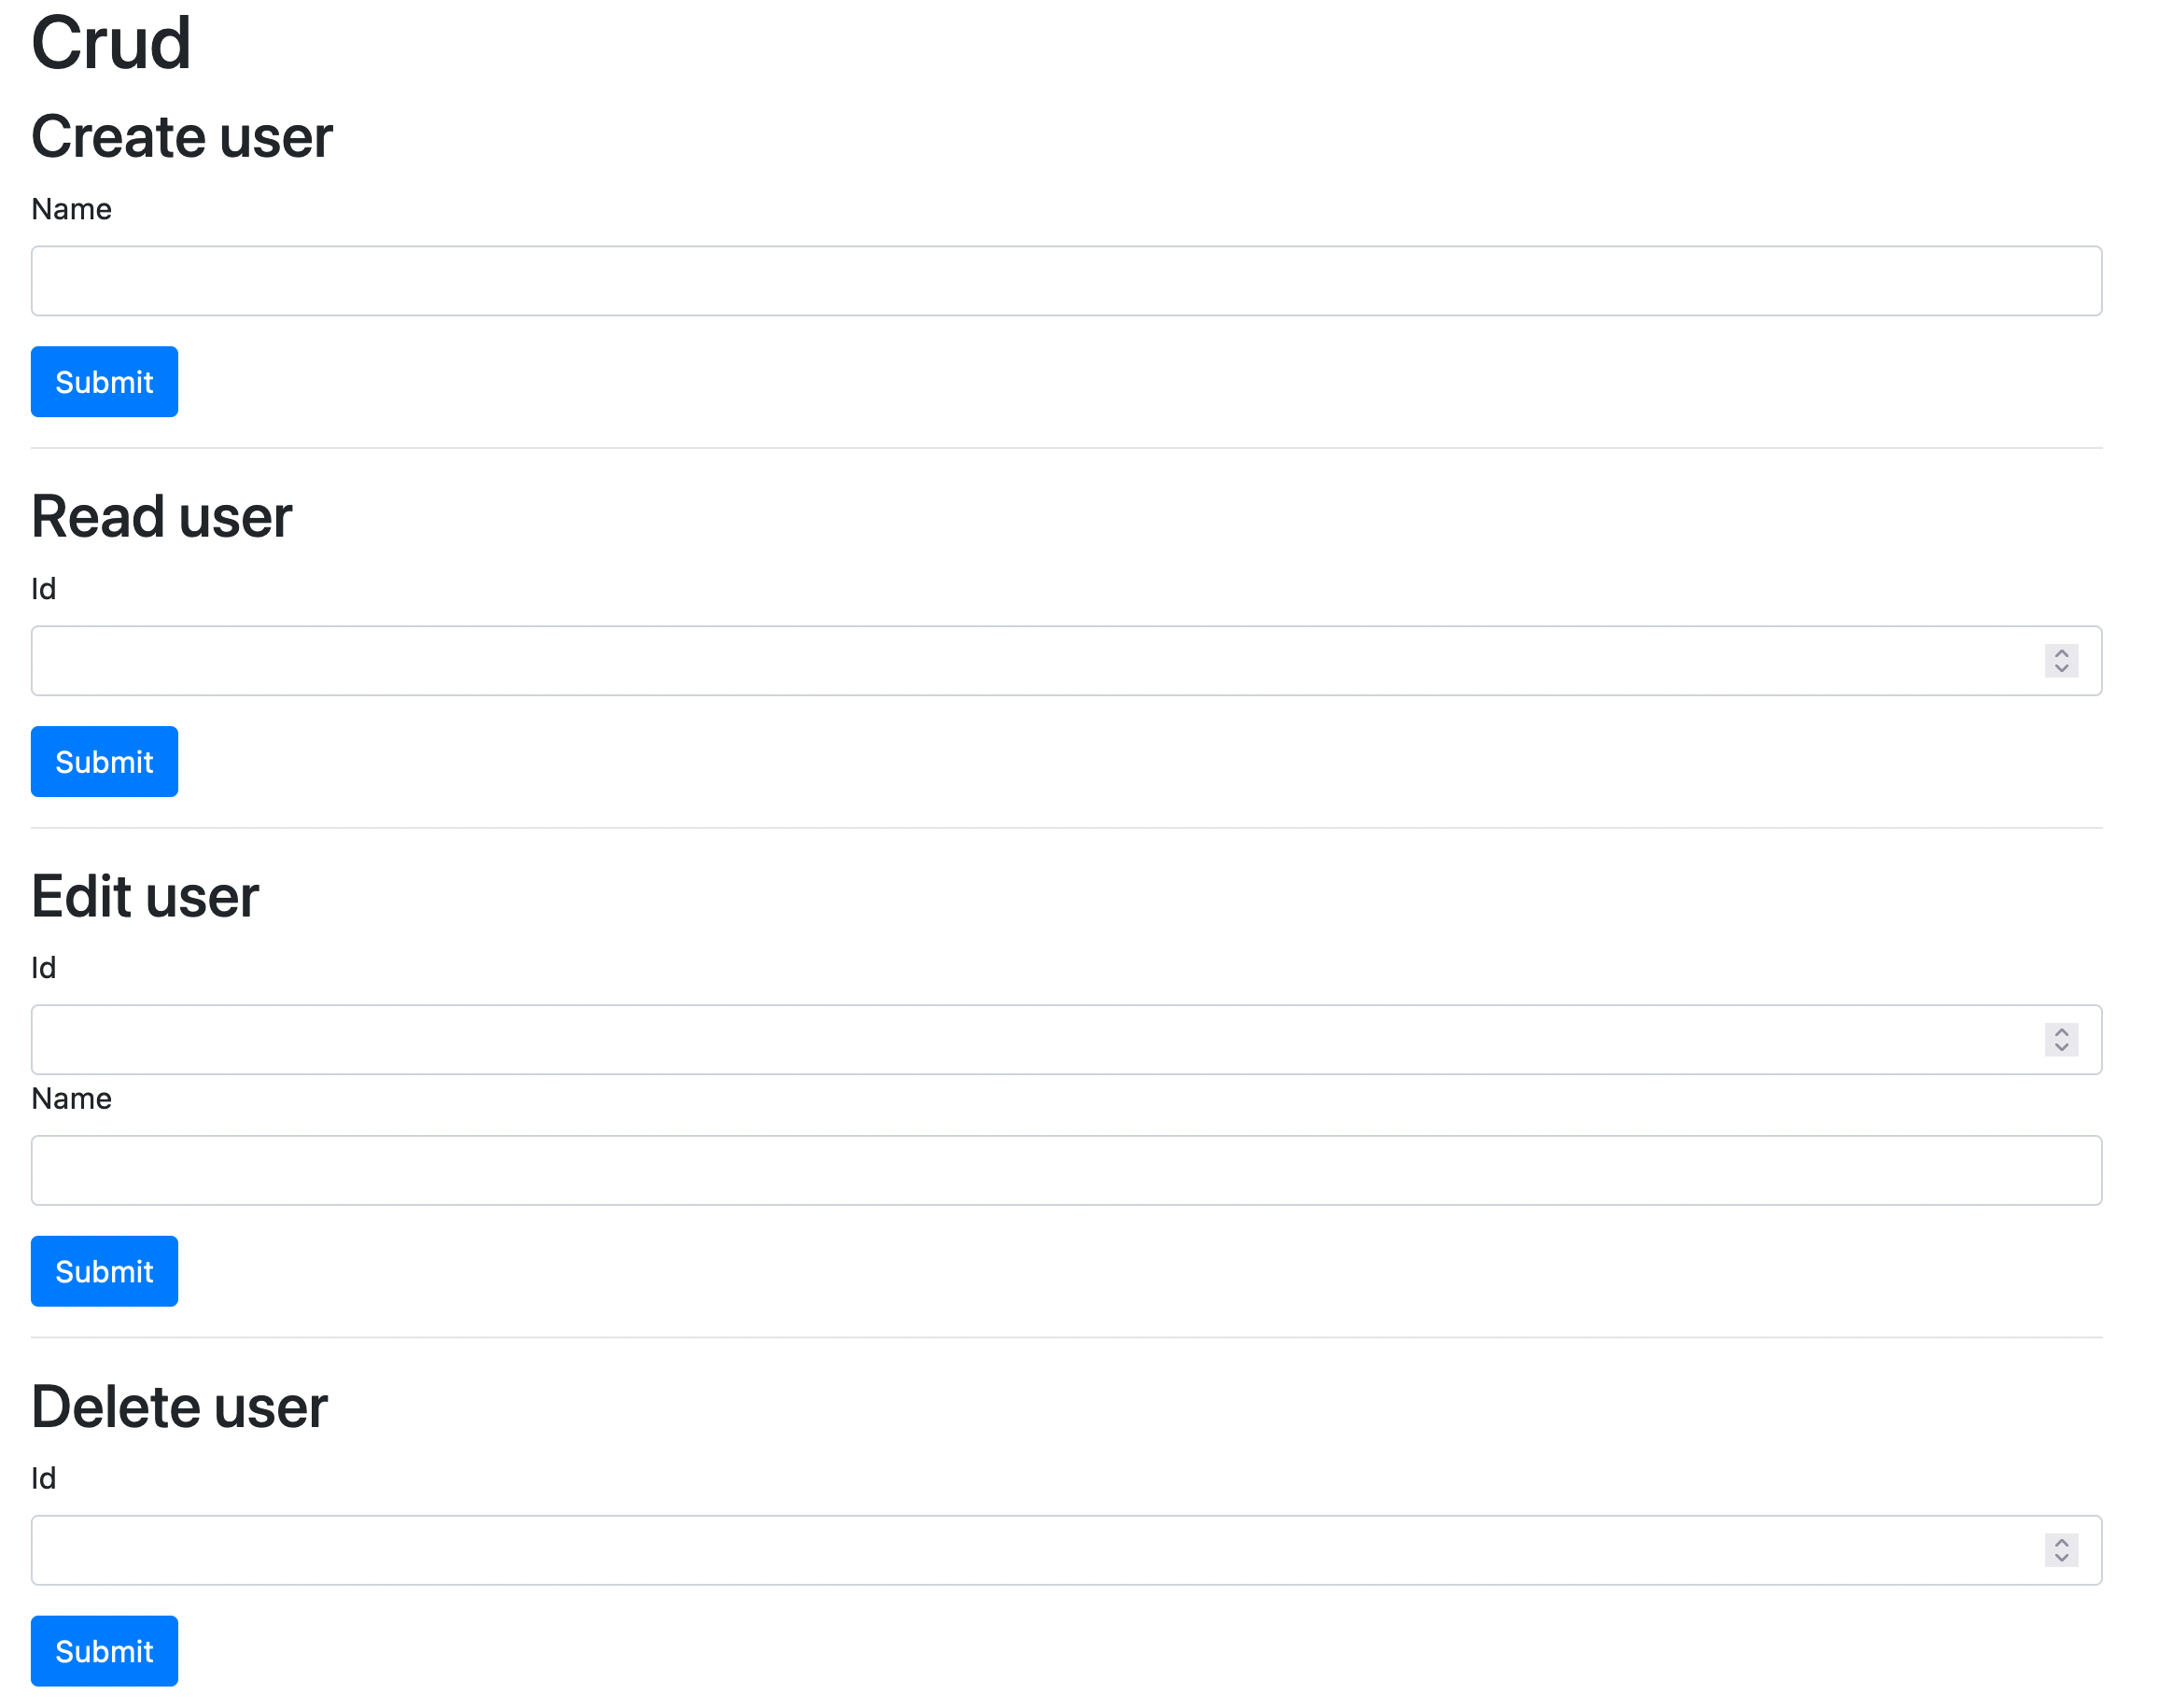 Crud
Create user
Name
Submit
Read user
Id
Submit
Edit user
Id
Name
Submit
Delete user
Id
Submit